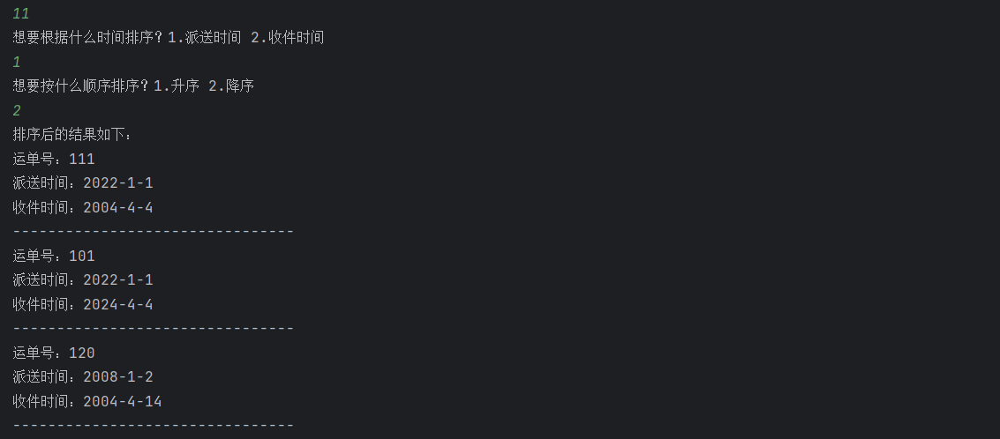 11
想要根据什么时间排序？1.派送时间 2.收件时间
1
想要按什么顺序排序？1.升序 2.降序
2
排序后的结果如下：
运单号：111
派送时间：2022-1-1
收件时间：2004-4-4
--------------------------------
运单号：101
派送时间：2022-1-1
收件时间：2024-4-4
--------------------------------
运单号：120
派送时间：2008-1-2
收件时间：2004-4-14
--------------------------------